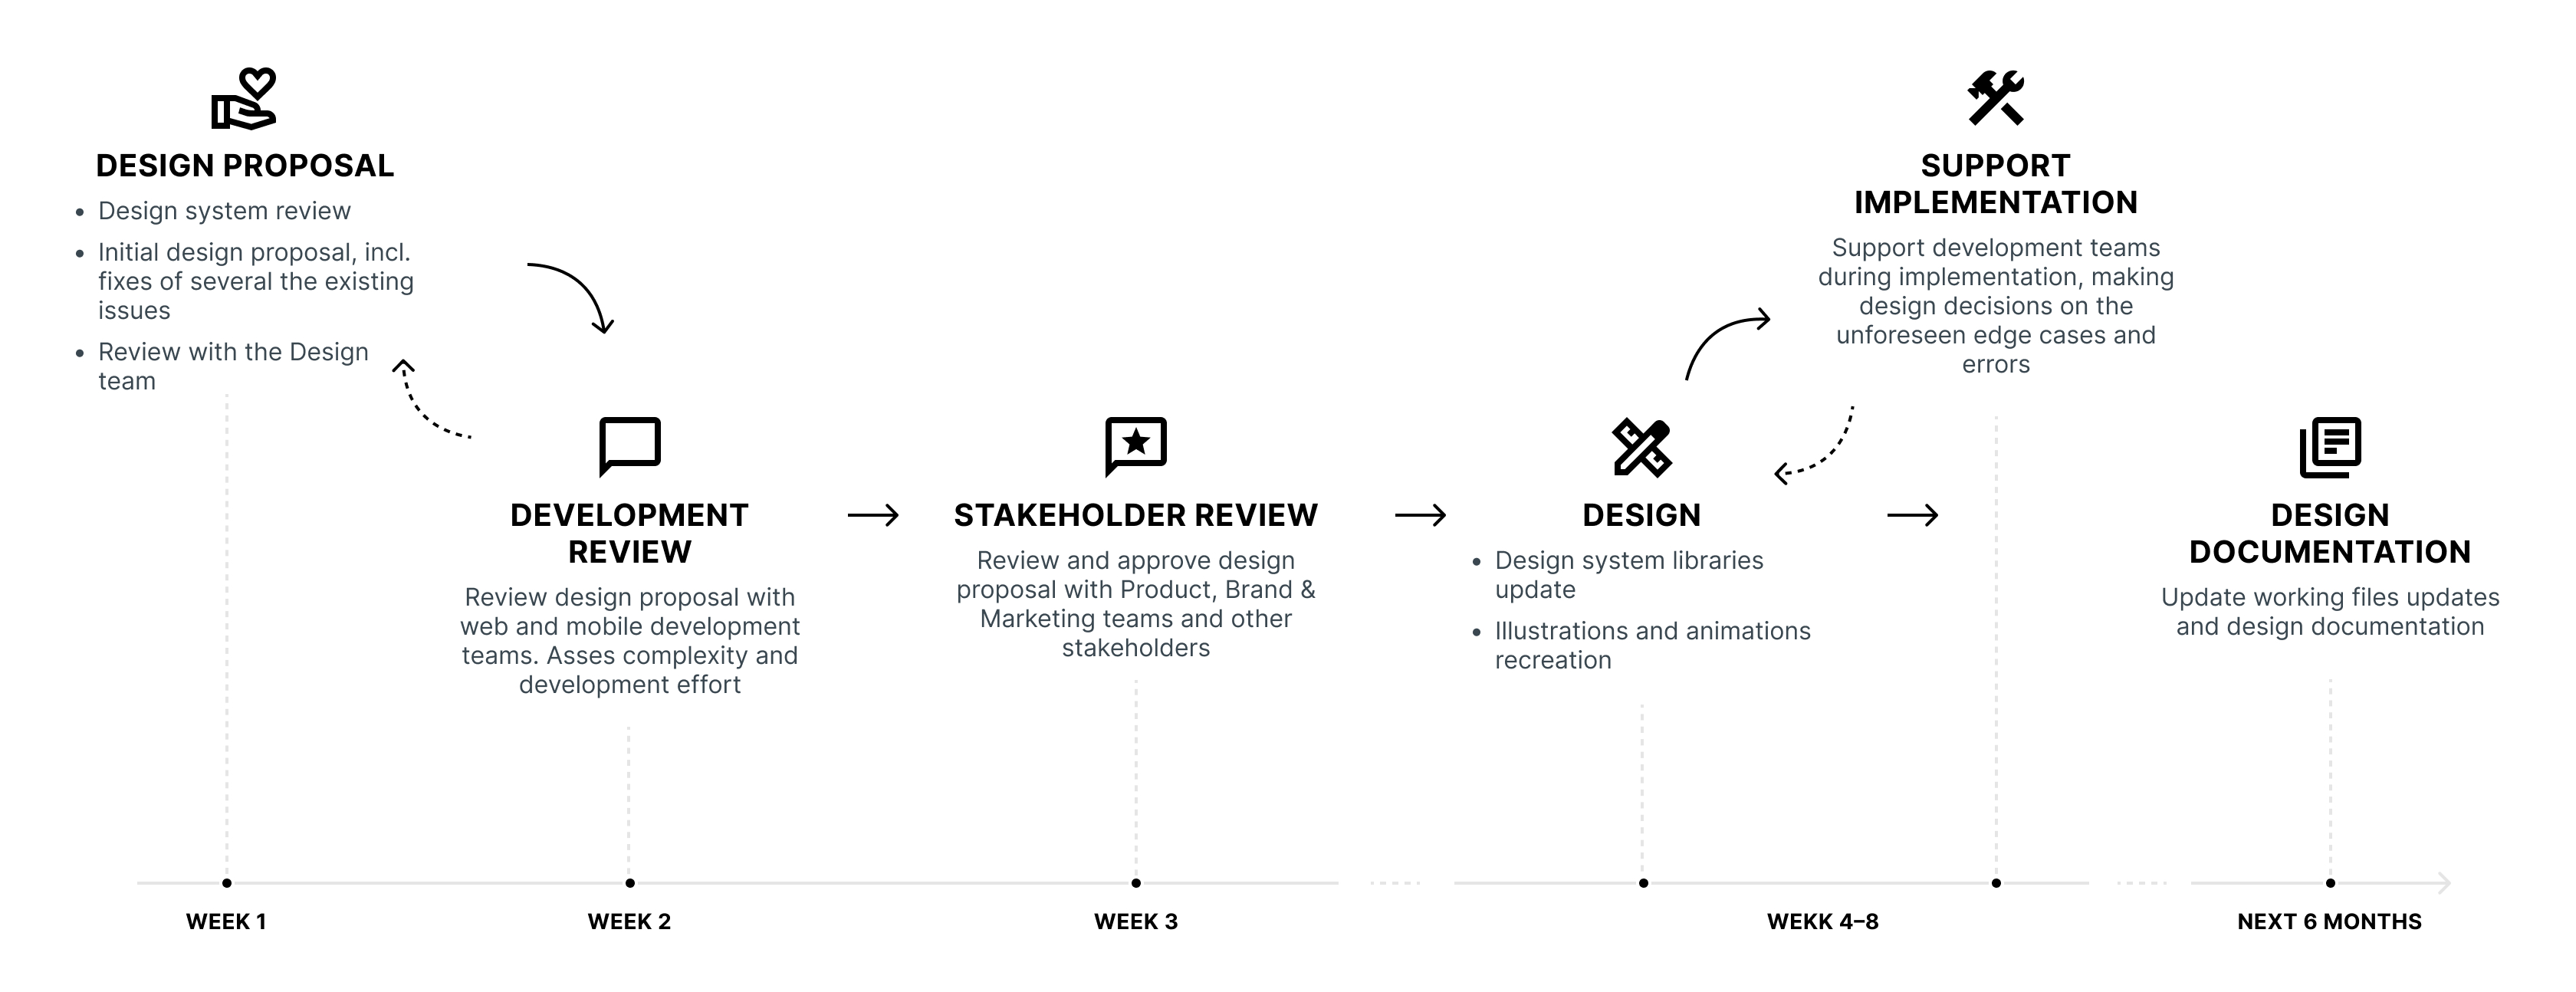 DESIGN PROPOSAL
• Design system review
• Initial design proposal, incl.
fixes of several the existing
issues
• Review with the Design
team
DEVELOPMENT
REVIEW
Review design proposal with
web and mobile development
teams. Asses complexity and
development effort
STAKEHOLDER REVIEW
Review and approve design
proposal with Product, Brand &
Marketing teams and other
stakeholders
DESIGN
• Design system libraries
update
• Illustrations and animations
recreation
SUPPORT
IMPLEMENTATION
Support development teams
during implementation, making
design decisions on the
unforeseen edge cases and
errors
DESIGN
DOCUMENTATION
Update working files updates
and design documentation
WEEK 1
WEEK 2
WEEK 3
WEKK 4–8
NEXT 6 MONTHS